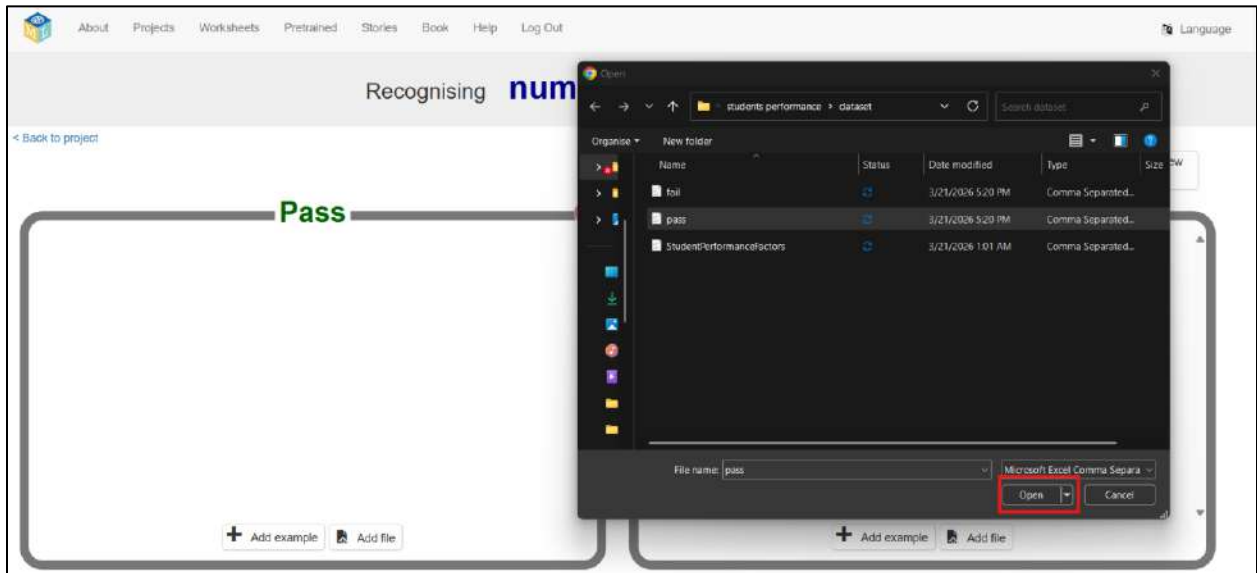 About Projects Worksheets Pretrained Stories Book Help Log Out Language
Recognising num
< Back to project
Pass
Add example Add file
Open
students performance > dataset
Search dataset
Organise New folder
Name Status Date modified Type Size
fail 3/21/2026 5:20 PM Comma Separated...
pass 3/21/2026 5:20 PM Comma Separated...
StudentPerformanceFactors 3/21/2026 1:01 AM Comma Separated...
File name: pass Microsoft Excel Comma Separa
Open Cancel
Add example Add file